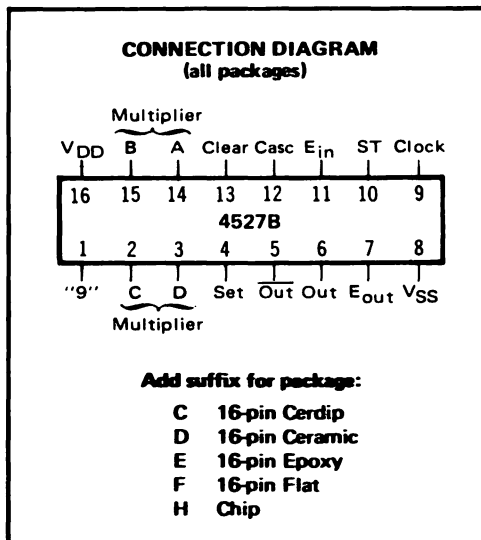 CONNECTION DIAGRAM
(all packages)
Multiplier
VDD B A Clear Casc Ein ST Clock
16 15 14 13 12 11 10 9
4527B
1 2 3 4 5 6 7 8
"9" C D Set O̅u̅t̅ Out Eout VSS
Multiplier
Add suffix for package:
C 16-pin Cerdip
D 16-pin Ceramic
E 16-pin Epoxy
F 16-pin Flat
H Chip